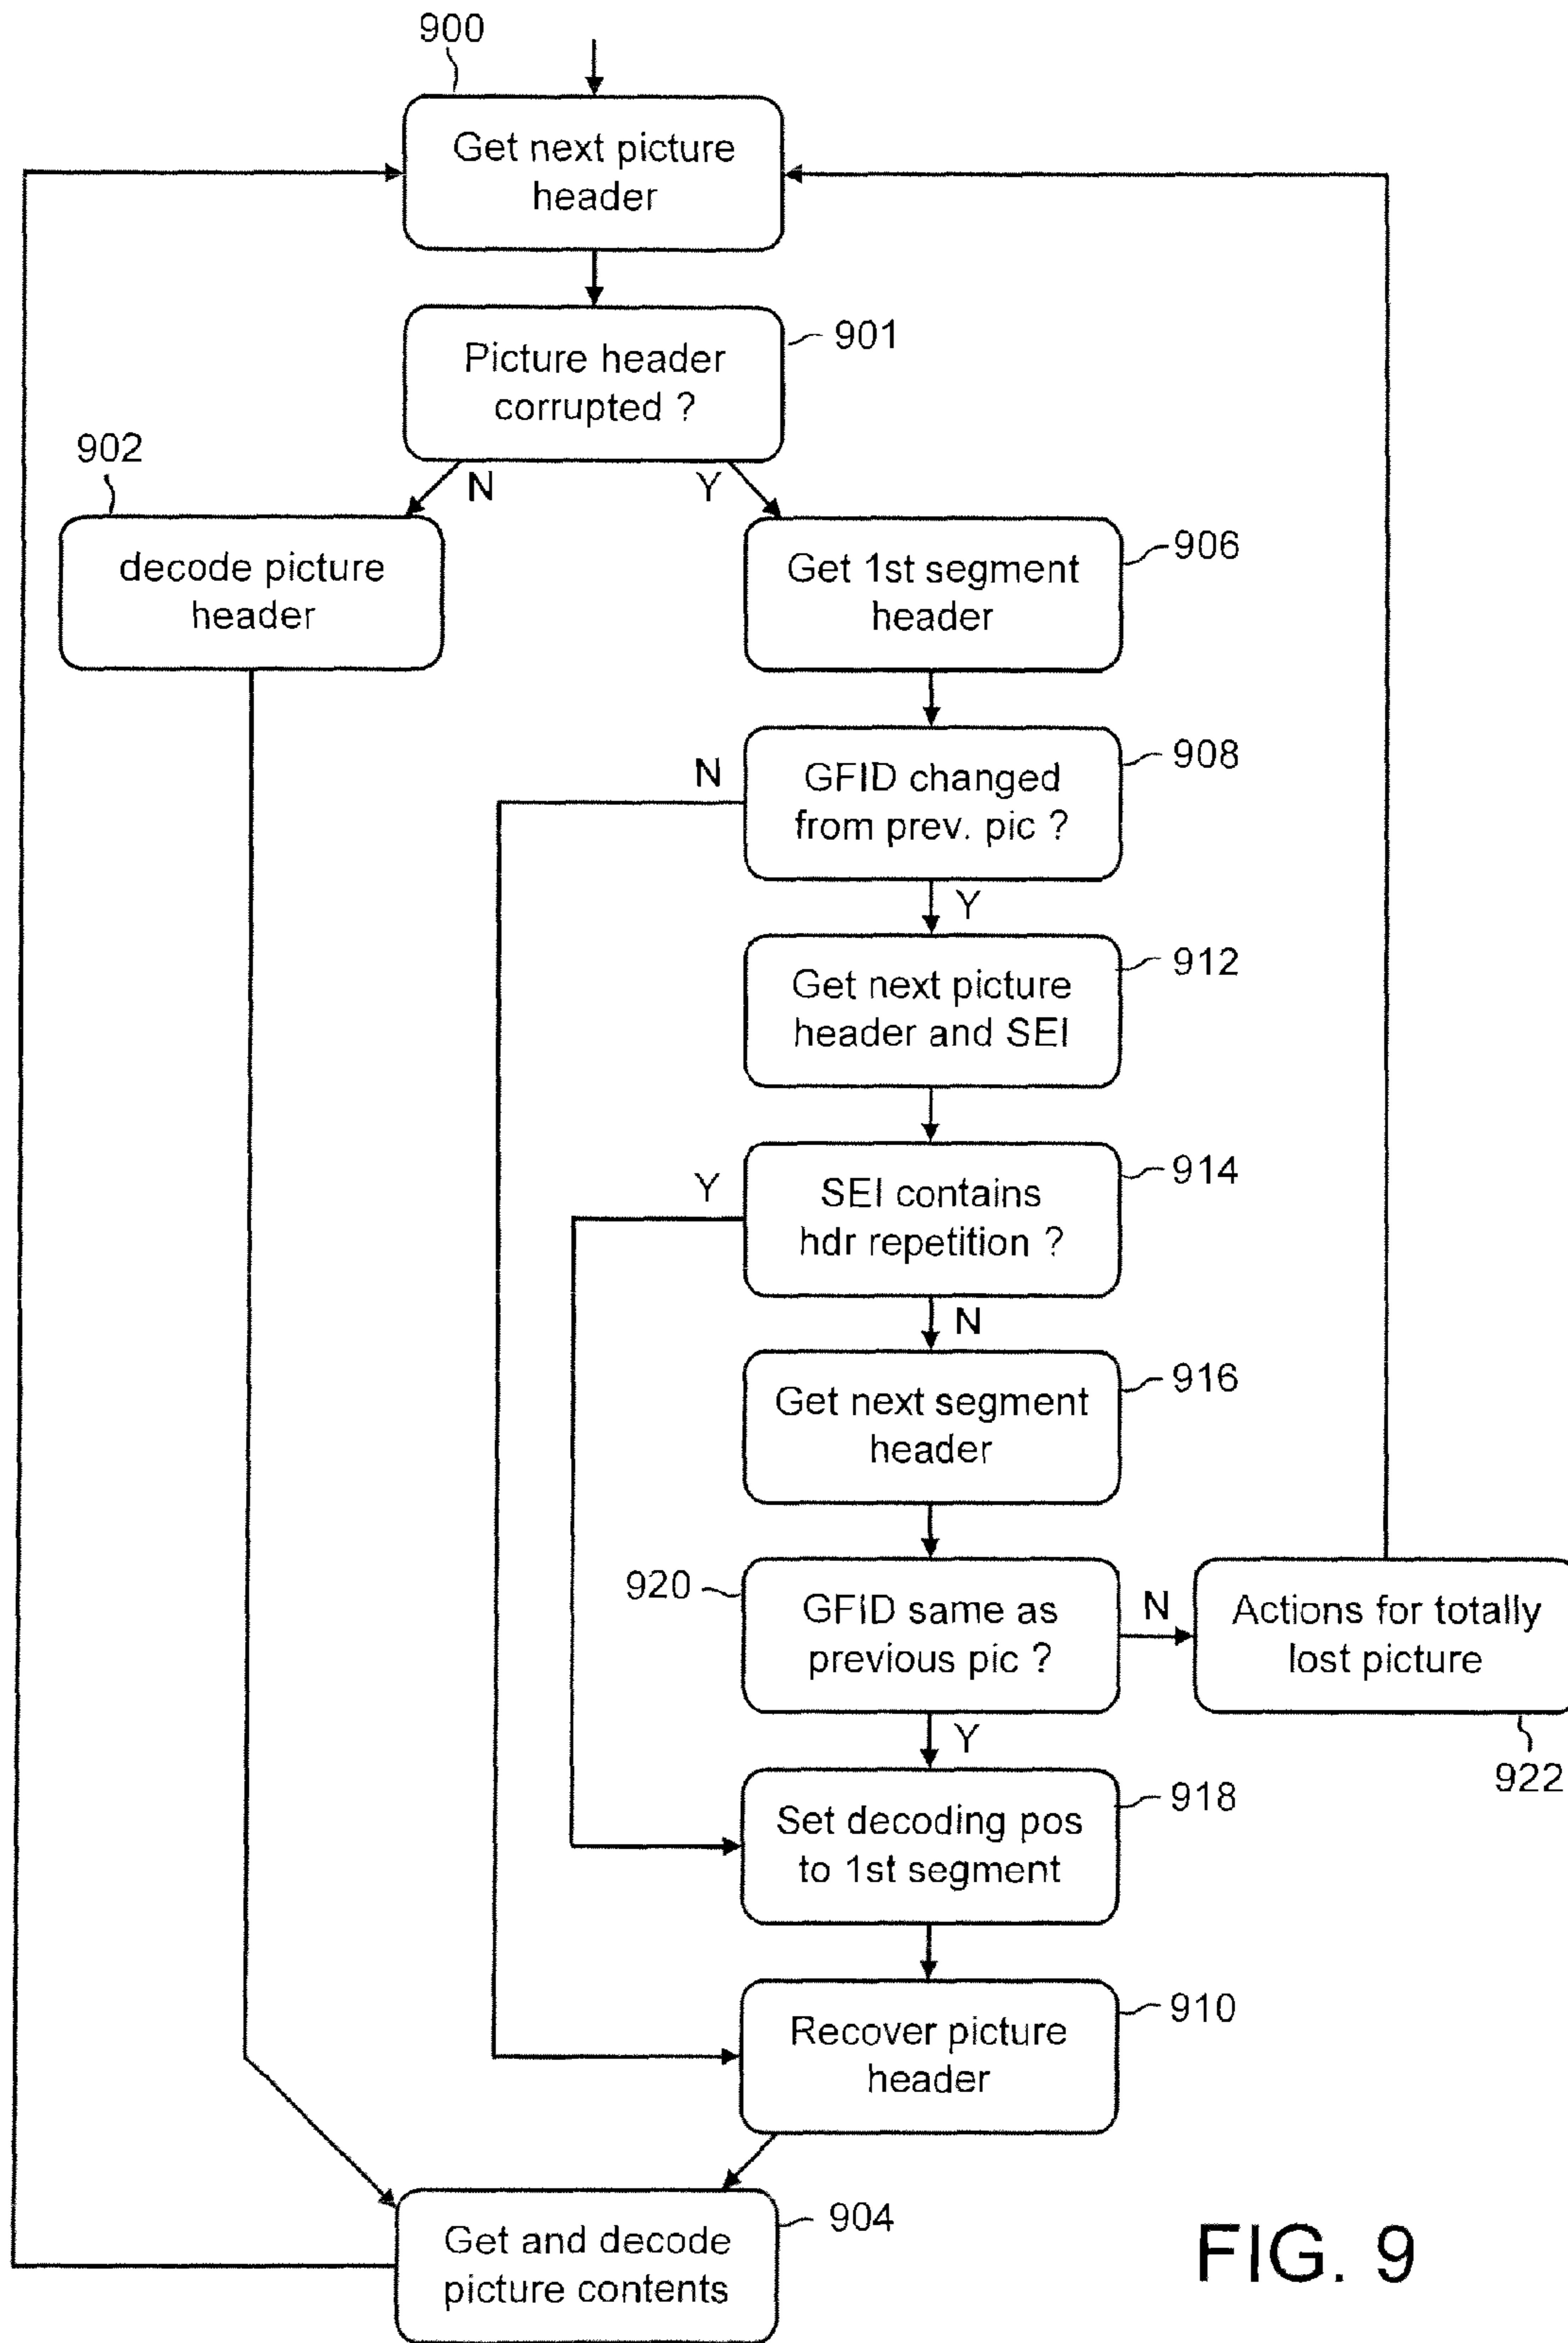 900
Get next picture
header
Picture header
corrupted ?
901
902
N
Y
decode picture
header
Get 1st segment
header
906
N
GFID changed
from prev. pic ?
908
Y
Get next picture
header and SEI
912
Y
SEI contains
hdr repetition ?
914
N
Get next segment
header
916
920
GFID same as
previous pic ?
N
Actions for totally
lost picture
922
Y
Set decoding pos
to 1st segment
918
Recover picture
header
910
Get and decode
picture contents
904
FIG. 9